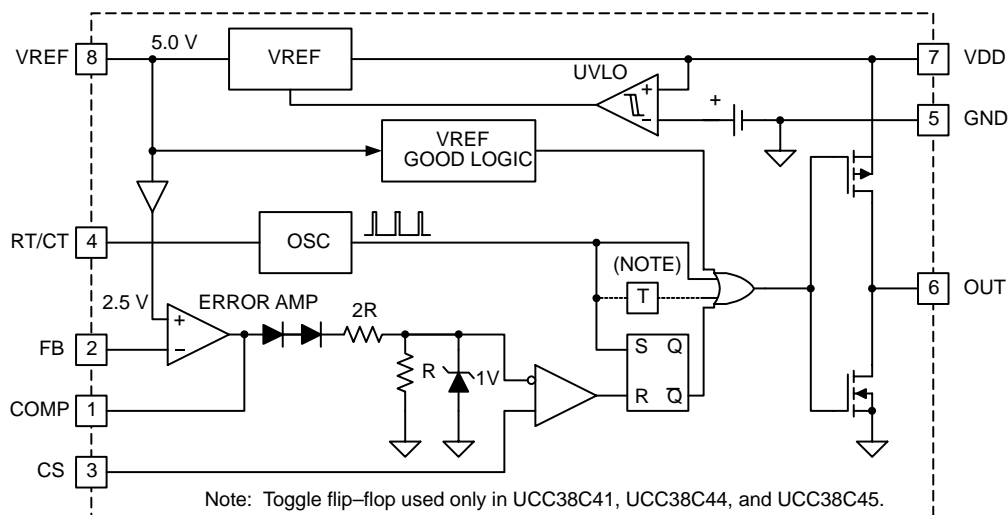 5.0 V
VREF 8
VREF
7 VDD
UVLO
+
−
+
5 GND
VREF
GOOD LOGIC
RT/CT 4
OSC
(NOTE)
T
6 OUT
2.5 V
ERROR AMP
2R
+
−
FB 2
R
1V
S Q
R Q̅
COMP 1
CS 3
Note: Toggle flip–flop used only in UCC38C41, UCC38C44, and UCC38C45.